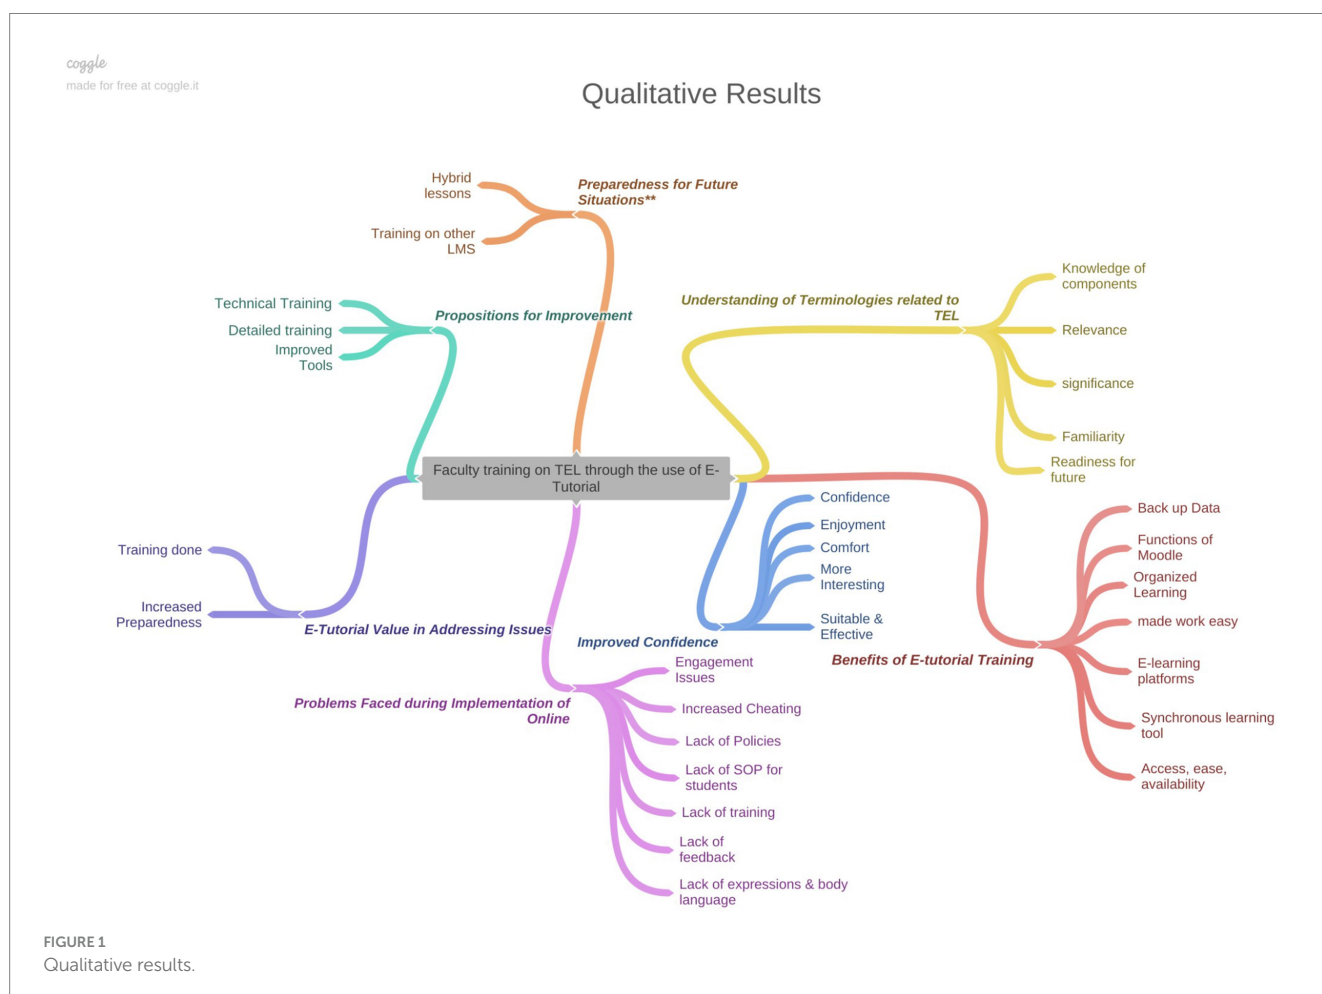 coggle
made for free at coggle.it
Qualitative Results
Hybrid
lessons
Training on other
LMS
Preparedness for Future
Situations**
Technical Training
Detailed training
Improved
Tools
Propositions for Improvement
Understanding of Terminologies related to
TEL
Knowledge of
components
Relevance
significance
Familiarity
Readiness for
future
Faculty training on TEL through the use of E-
Tutorial
Training done
Increased
Preparedness
E-Tutorial Value in Addressing Issues
Confidence
Enjoyment
Comfort
More
Interesting
Suitable &
Effective
Improved Confidence
Back up Data
Functions of
Moodle
Organized
Learning
made work easy
E-learning
platforms
Synchronous learning
tool
Access, ease,
availability
Benefits of E-tutorial Training
Problems Faced during Implementation of
Online
Engagement
Issues
Increased Cheating
Lack of Policies
Lack of SOP for
students
Lack of training
Lack of
feedback
Lack of expressions & body
language
FIGURE 1
Qualitative results.